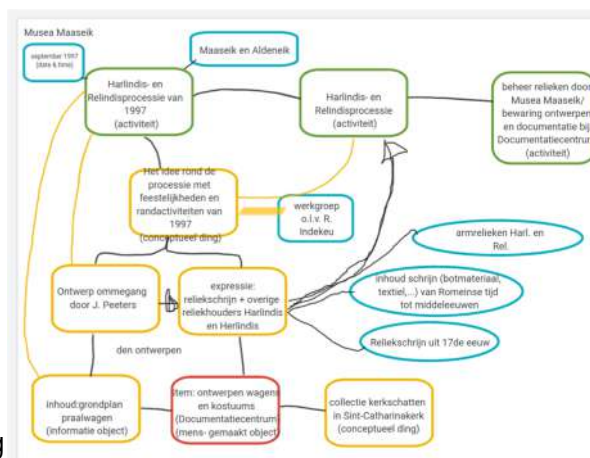 Musea Maaseik
september 1997
(date & time)
Maaseik en Aldeneik
Harlindis- en
Relindisprocessie van
1997
(activiteit)
Harlindis- en
Relindisprocessie
(activiteit)
beheer relieken door
Musea Maaseik/
bewaring ontwerpen
en documentatie bij
Documentatiecentrum
(activiteit)
Het idee rond de
processie met
feestelijkheden en
randactiviteiten van
1997
(conceptueel ding)
werkgroep
o.l.v. R.
Indekeu
armrelieken Harl. en
Rel.
Ontwerp ommegang
door J. Peeters
expressie:
reliekschrijn + overige
reliekhouders Harlindis
en Herlindis
inhoud schrijn (botmateriaal,
textiel,...) van Romeinse tijd
tot middeleeuwen
Reliekschrijn uit 17de eeuw
den ontwerpen
inhoud:grondplan
praalwagen
(informatie object)
item: ontwerpen wagens
en kostuums
(Documentatiecentrum)
(mens- gemaakt object)
collectie kerkschatten
in Sint-Catharinakerk
(conceptueel ding)